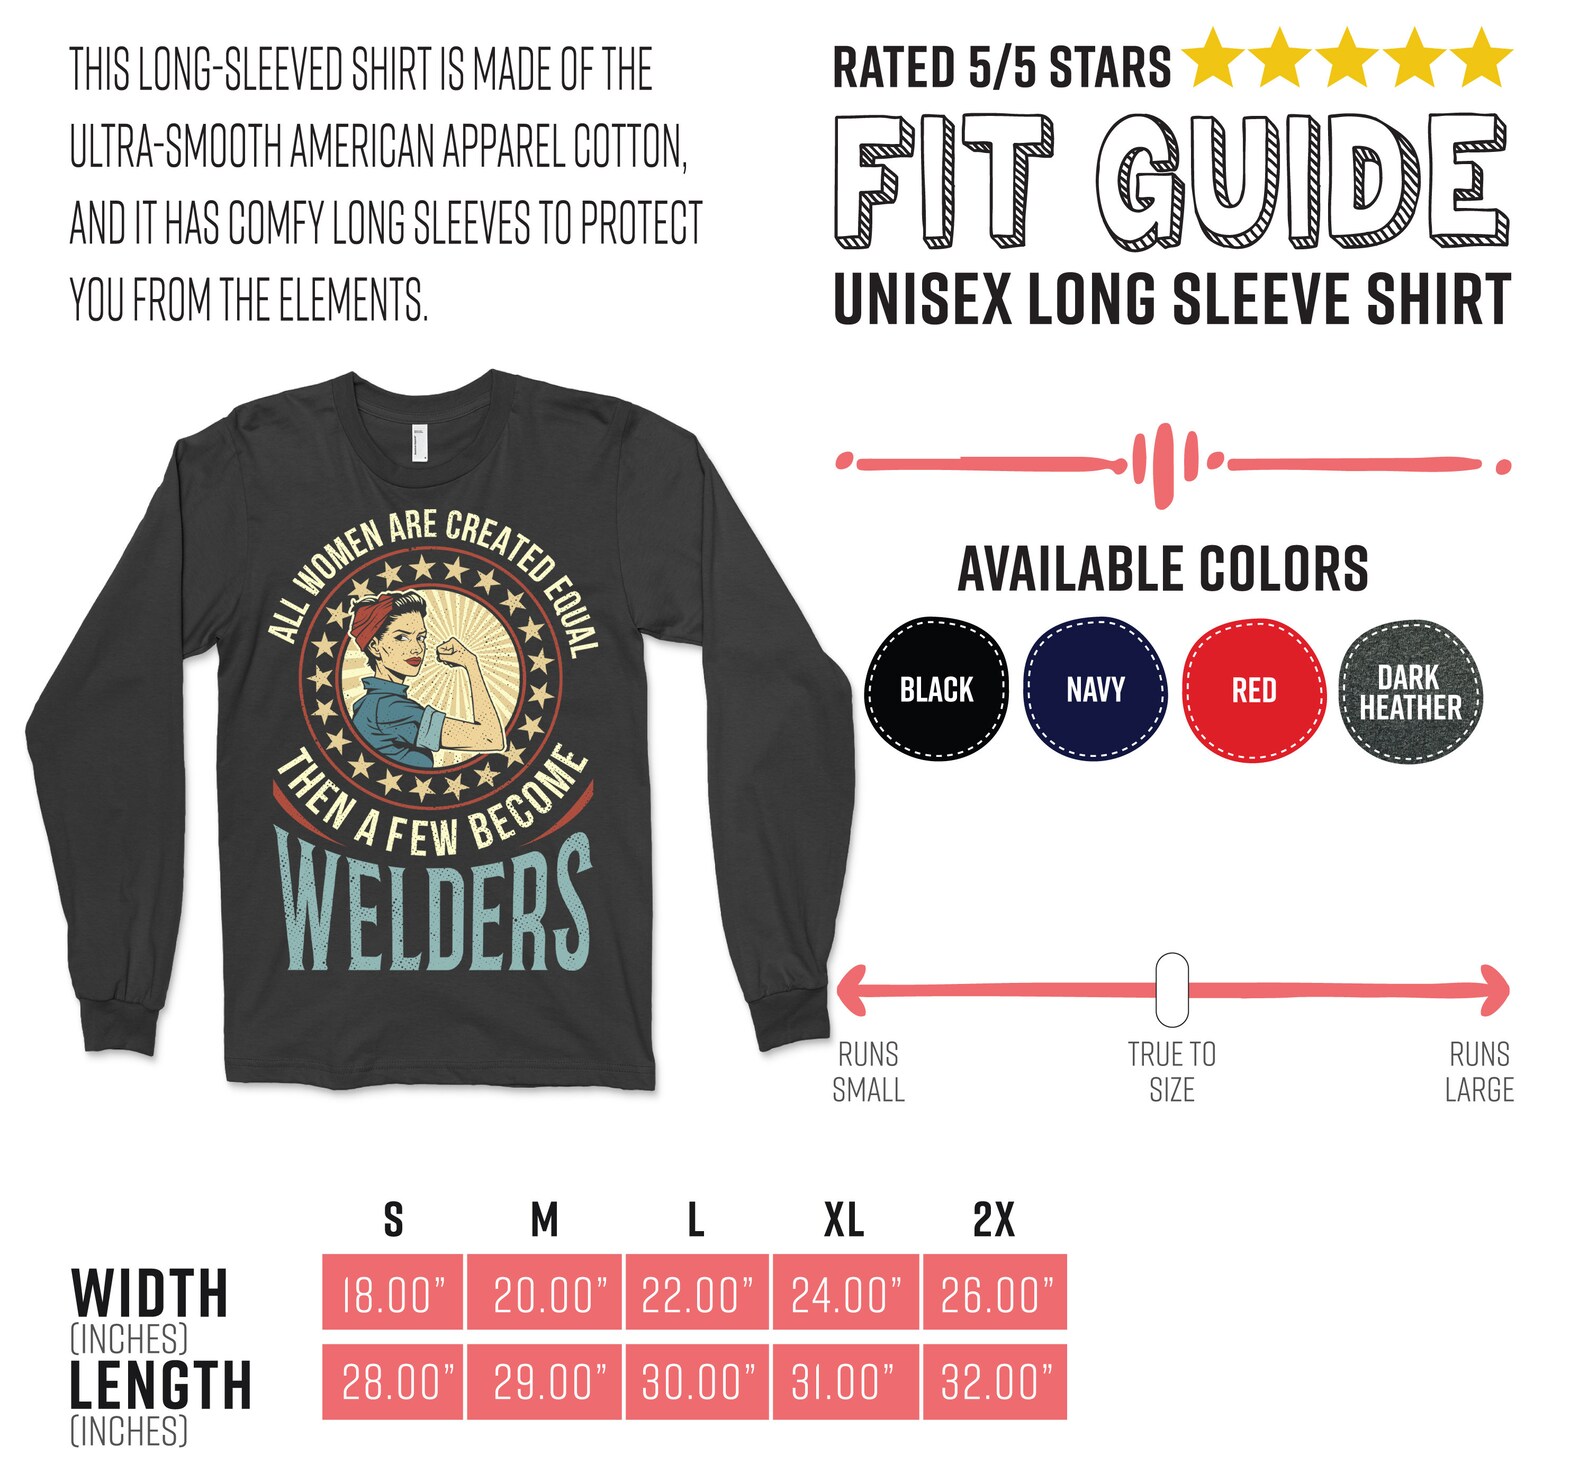 THIS LONG-SLEEVED SHIRT IS MADE OF THE
ULTRA-SMOOTH AMERICAN APPAREL COTTON,
AND IT HAS COMFY LONG SLEEVES TO PROTECT
YOU FROM THE ELEMENTS.
RATED 5/5 STARS
FIT GUIDE
UNISEX LONG SLEEVE SHIRT
ALL WOMEN ARE CREATED EQUAL
THEN A FEW BECOME
WELDERS
AVAILABLE COLORS
BLACK
NAVY
RED
DARK
HEATHER
RUNS
SMALL
TRUE TO
SIZE
RUNS
LARGE
S M L XL 2X
WIDTH 18.00" 20.00" 22.00" 24.00" 26.00"
(INCHES)
LENGTH 28.00" 29.00" 30.00" 31.00" 32.00"
(INCHES)